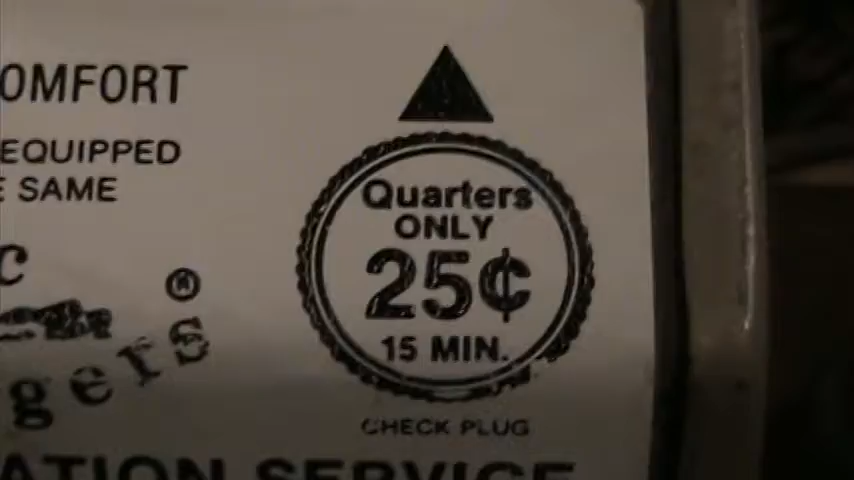 OMFORT
EQUIPPED
E SAME
c
®
gers
Quarters
ONLY
25¢
15 MIN.
CHECK PLUG
ATION SERVICE